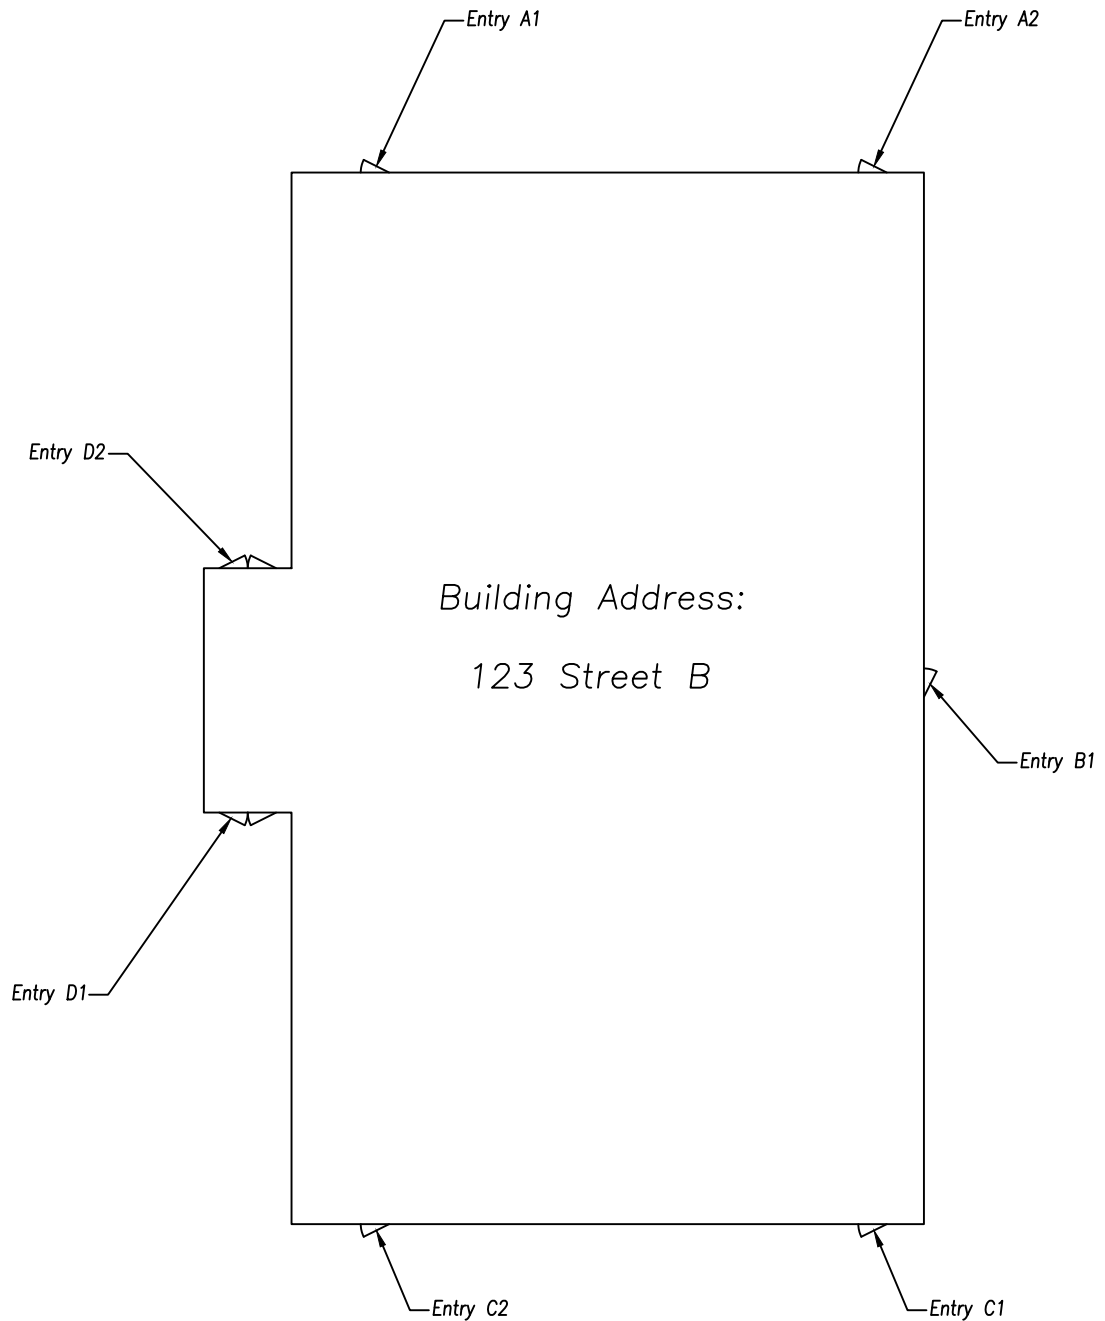 Entry A1
Entry A2
Entry D2
Building Address:
123 Street B
Entry B1
Entry D1
Entry C2
Entry C1